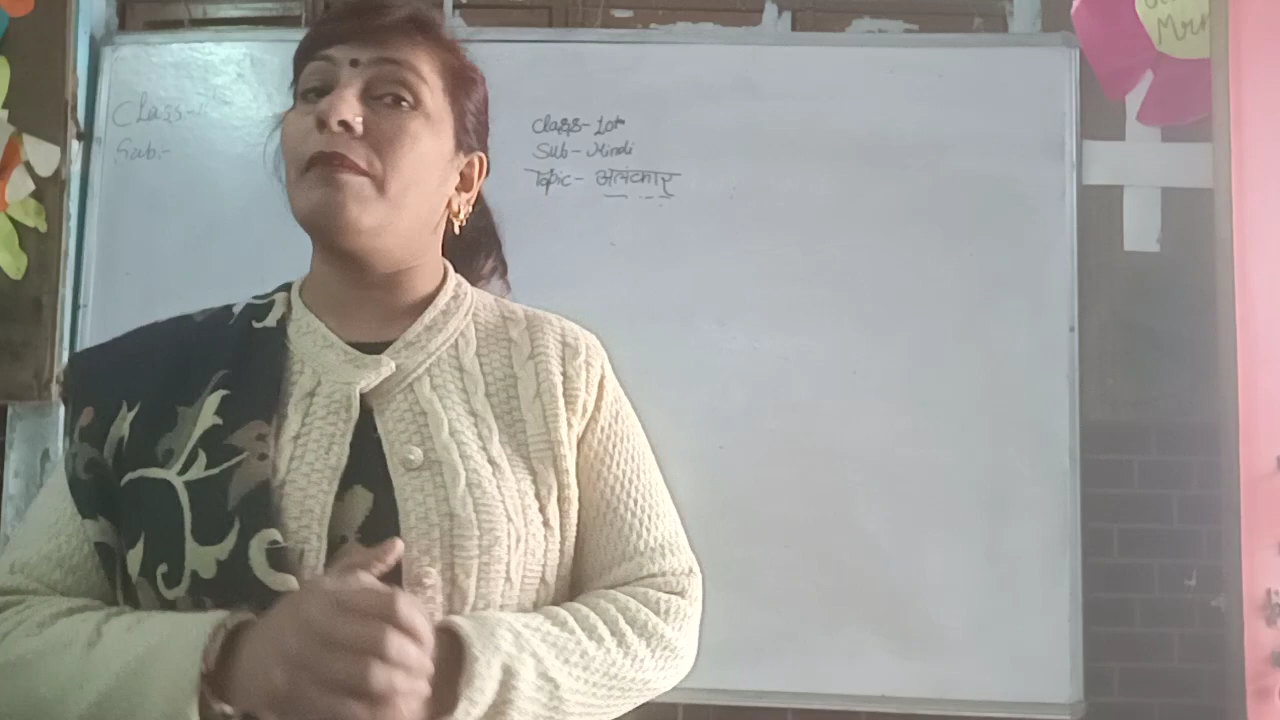 Class-
Sub:-
Class- 10th
Sub- Hindi
Topic- अलंकार